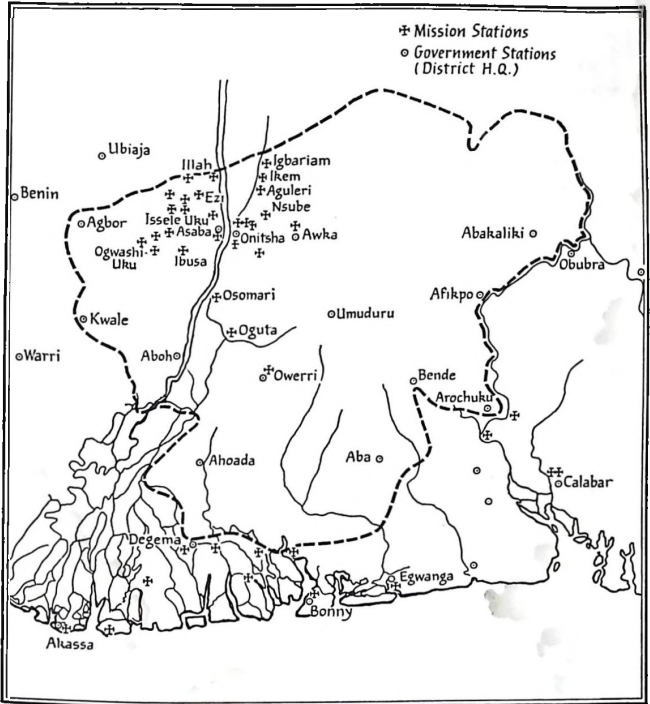 Mission Stations
Government Stations
(District H.Q.)
Ubiaja
Illah
Igbariam
Ikem
Aguleri
Benin
Ezi
Nsube
Agbor
Issele Uku
Asaba
Onitsha
Awka
Abakaliki
Ogwashi-
Uku
Ibusa
Obubra
Osomari
Afikpo
Kwale
Umuduru
Oguta
Warri
Aboh
Owerri
Bende
Arochuku
Ahoada
Aba
Calabar
Degema
Egwanga
Bonny
Akassa